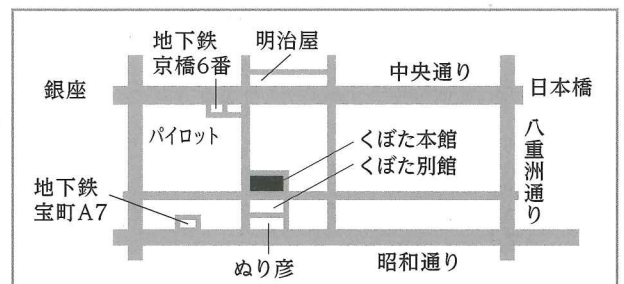 地下鉄
京橋6番
明治屋
銀座
中央通り
日本橋
パイロット
くぼた本館
くぼた別館
八重洲通り
地下鉄
宝町A7
ぬり彦
昭和通り